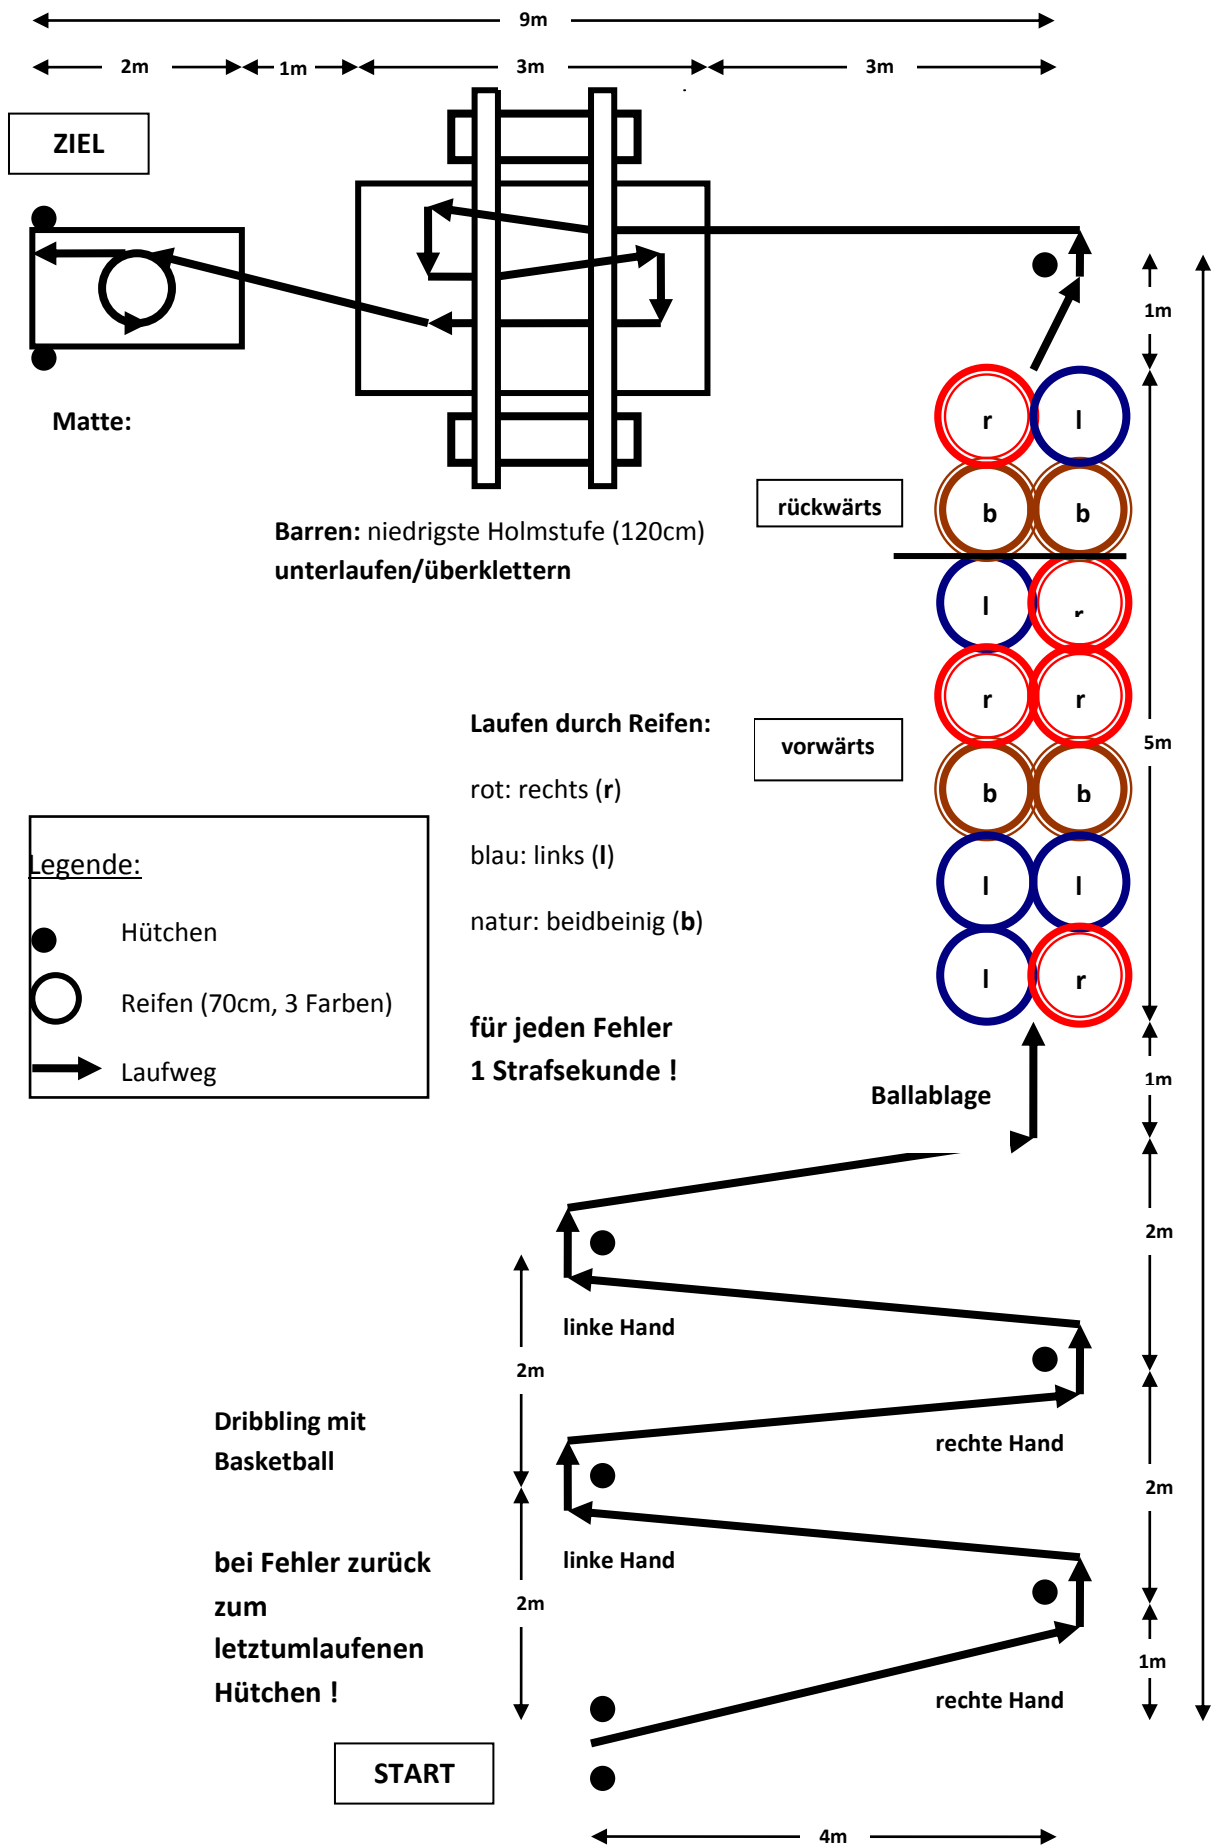 9m
2m
1m
3m
3m
ZIEL
1m
Matte:
r
l
rückwärts
b
b
Barren: niedrigste Holmstufe (120cm)
unterlaufen/überklettern
l
r
r
r
Laufen durch Reifen:
vorwärts
5m
rot: rechts (r)
b
b
blau: links (l)
l
l
natur: beidbeinig (b)
l
r
Legende:
Hütchen
Reifen (70cm, 3 Farben)
Laufweg
für jeden Fehler
1 Strafsekunde !
Ballablage
1m
2m
linke Hand
2m
Dribbling mit
Basketball
rechte Hand
2m
linke Hand
bei Fehler zurück
zum
letztumlaufenen
Hütchen !
2m
1m
rechte Hand
START
4m